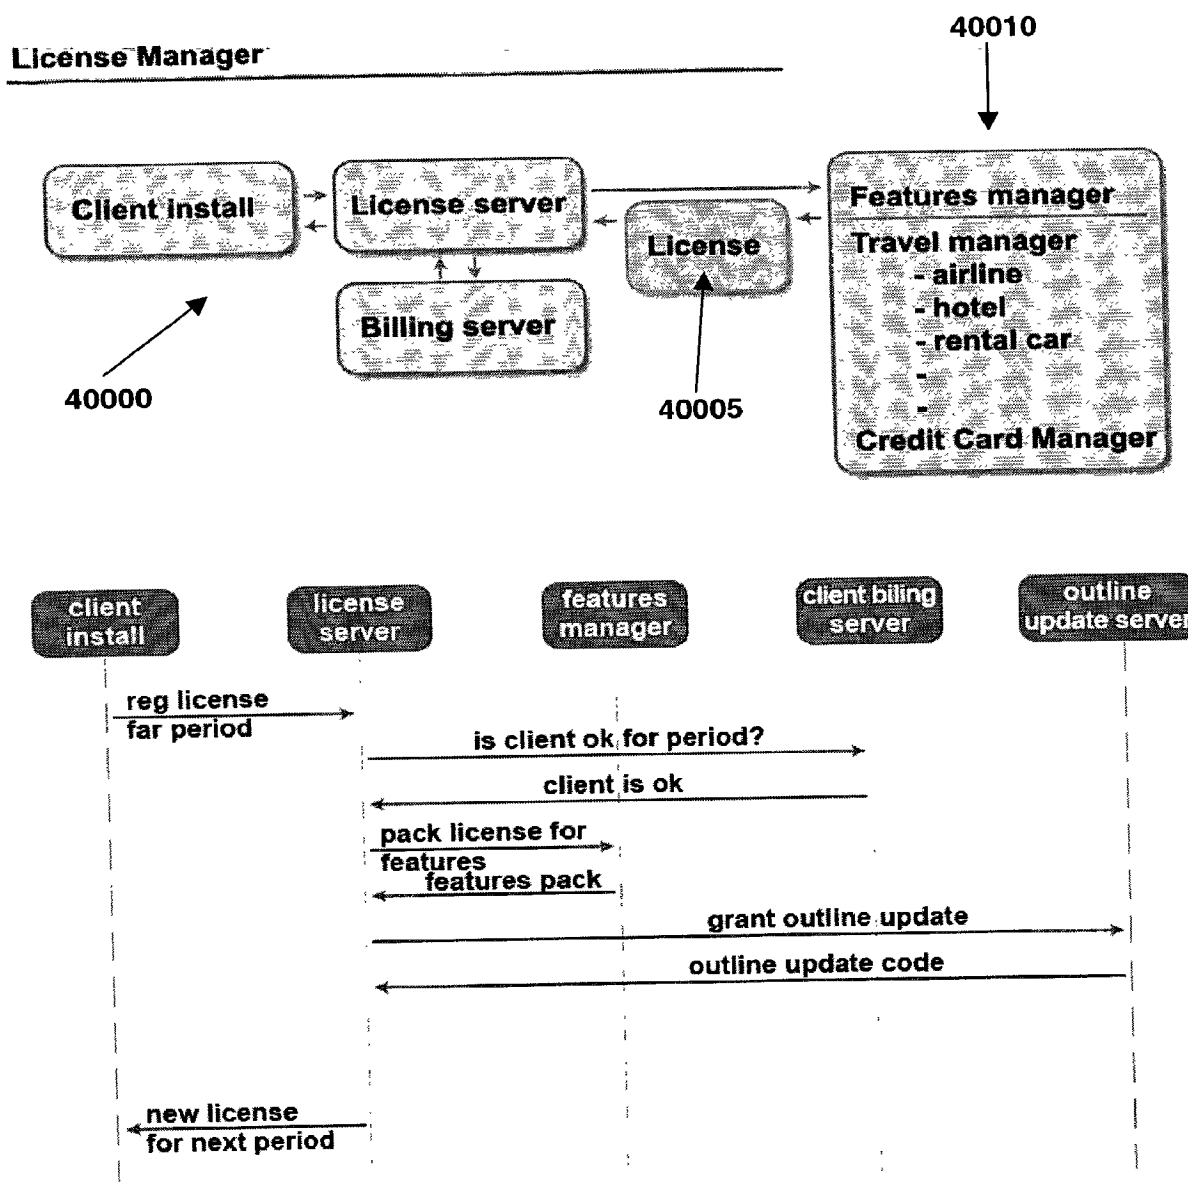 40010
License Manager
Client install
License server
License
Billing server
Features manager
Travel manager
- airline
- hotel
- rental car
-
-
Credit Card Manager
40000
40005
client
install
license
server
features
manager
client biling
server
outline
update server
reg license
far period
is client ok for period?
client is ok
pack license for
features
features pack
grant outline update
outline update code
new license
for next period